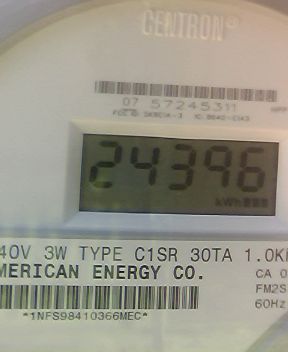 CENTRON®
07 57245311
24396
kWh
40V 3W TYPE C1SR 30TA 1.0K
MERICAN ENERGY CO.
CA 0
FM2S
60Hz
*1NFS98410366MEC*